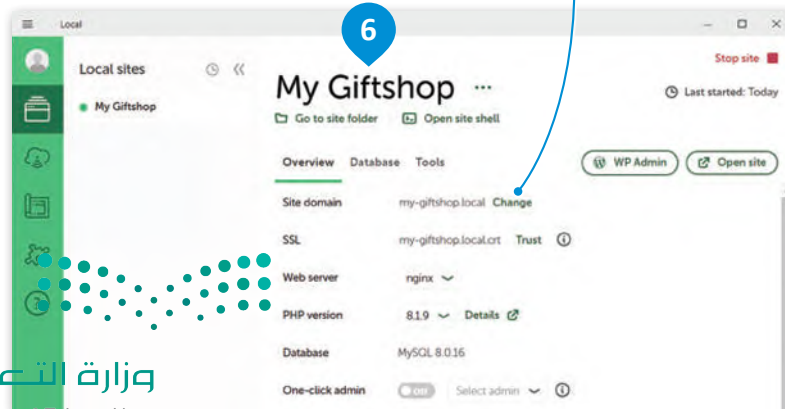 Local
6
Local sites
My Giftshop
My Giftshop ...
Stop site
Last started: Today
Go to site folder
Open site shell
Overview Database Tools
WP Admin
Open site
Site domain my-giftshop.local Change
SSL my-giftshop.local.crt Trust
Web server nginx
PHP version 8.1.9 Details
Database MySQL 8.0.16
One-click admin Off Select admin
وزارة